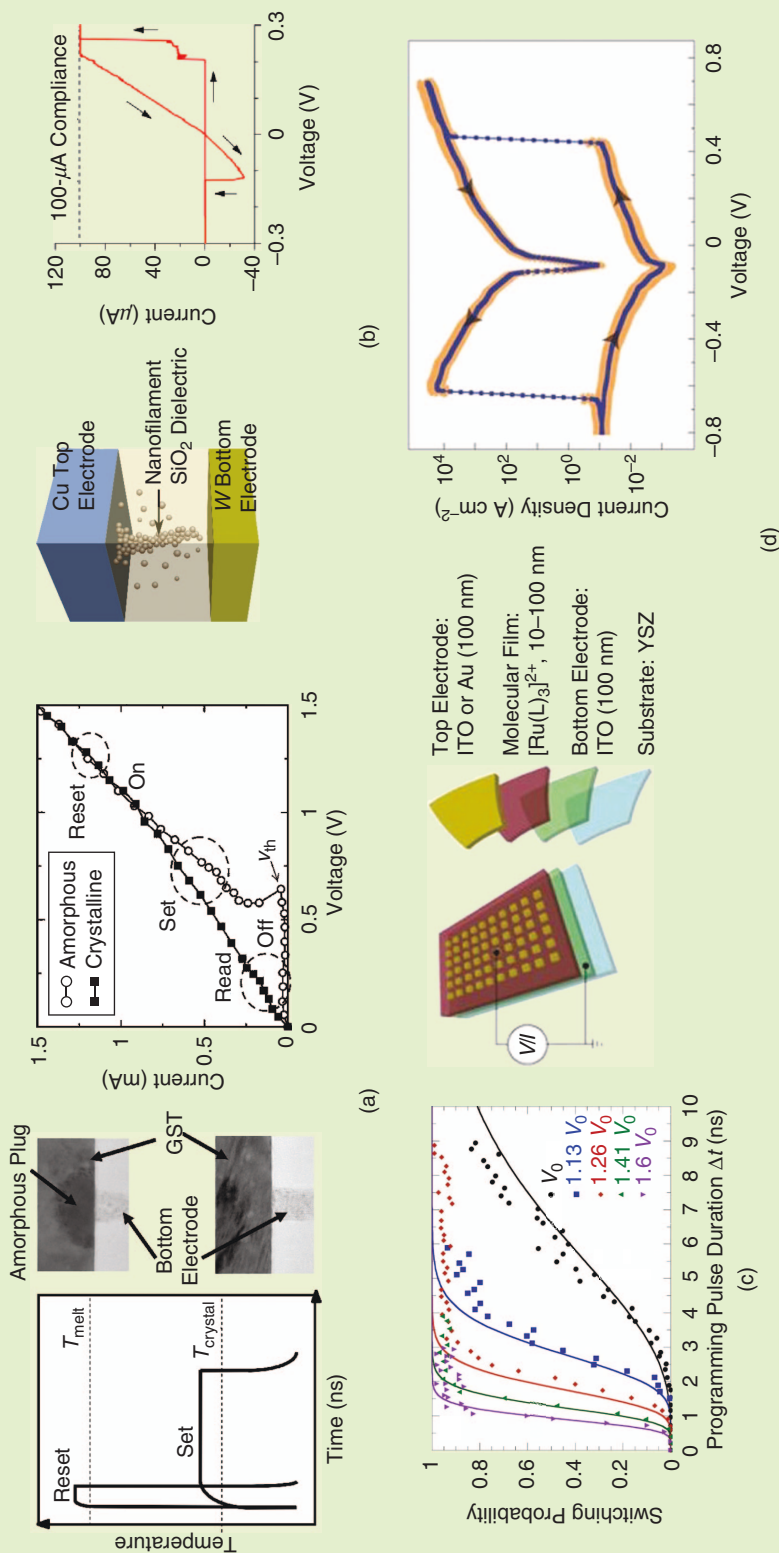 Temperature
Reset
T melt
Set
T crystal
Time (ns)
Amorphous Plug
GST
Bottom
Electrode
Current (mA)
1.5
1
0.5
0
Amorphous
Crystalline
Reset
On
Set
Read
Off
V th
0
0.5
1
1.5
Voltage (V)
(a)
Cu Top
Electrode
Nanofilament
SiO2 Dielectric
W Bottom
Electrode
Current (μA)
120
80
40
0
−40
100-μA Compliance
−0.3
0
0.3
Voltage (V)
(b)
Switching Probability
1
0.8
0.6
0.4
0.2
0
V0
1.13 V0
1.26 V0
1.41 V0
1.6 V0
0 1 2 3 4 5 6 7 8 9 10
Programming Pulse Duration Δt (ns)
(c)
V/I
Top Electrode:
ITO or Au (100 nm)
Molecular Film:
[Ru(L)3]2+, 10–100 nm
Bottom Electrode:
ITO (100 nm)
Substrate: YSZ
Current Density (A cm−2)
10^4
10^2
10^0
10^−2
−0.8 −0.4 0 0.4 0.8
Voltage (V)
(d)